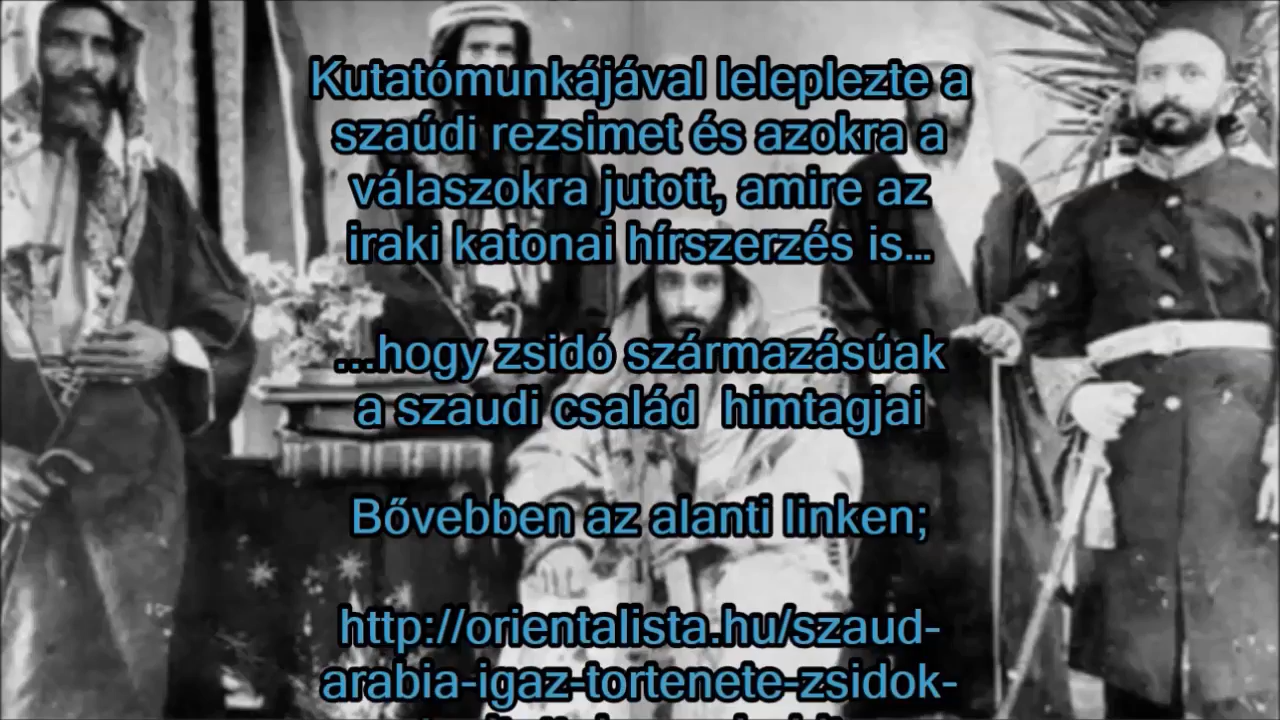 Kutatómunkájával leleplezte a
szaúdi rezsimet és azokra a
válaszokra jutott, amire az
iraki katonai hírszerzés is...
...hogy zsidó származásúak
a szaudi család himtagjai
Bővebben az alanti linken;
http://orientalista.hu/szaud-
arabia-igaz-tortenete-zsidok-